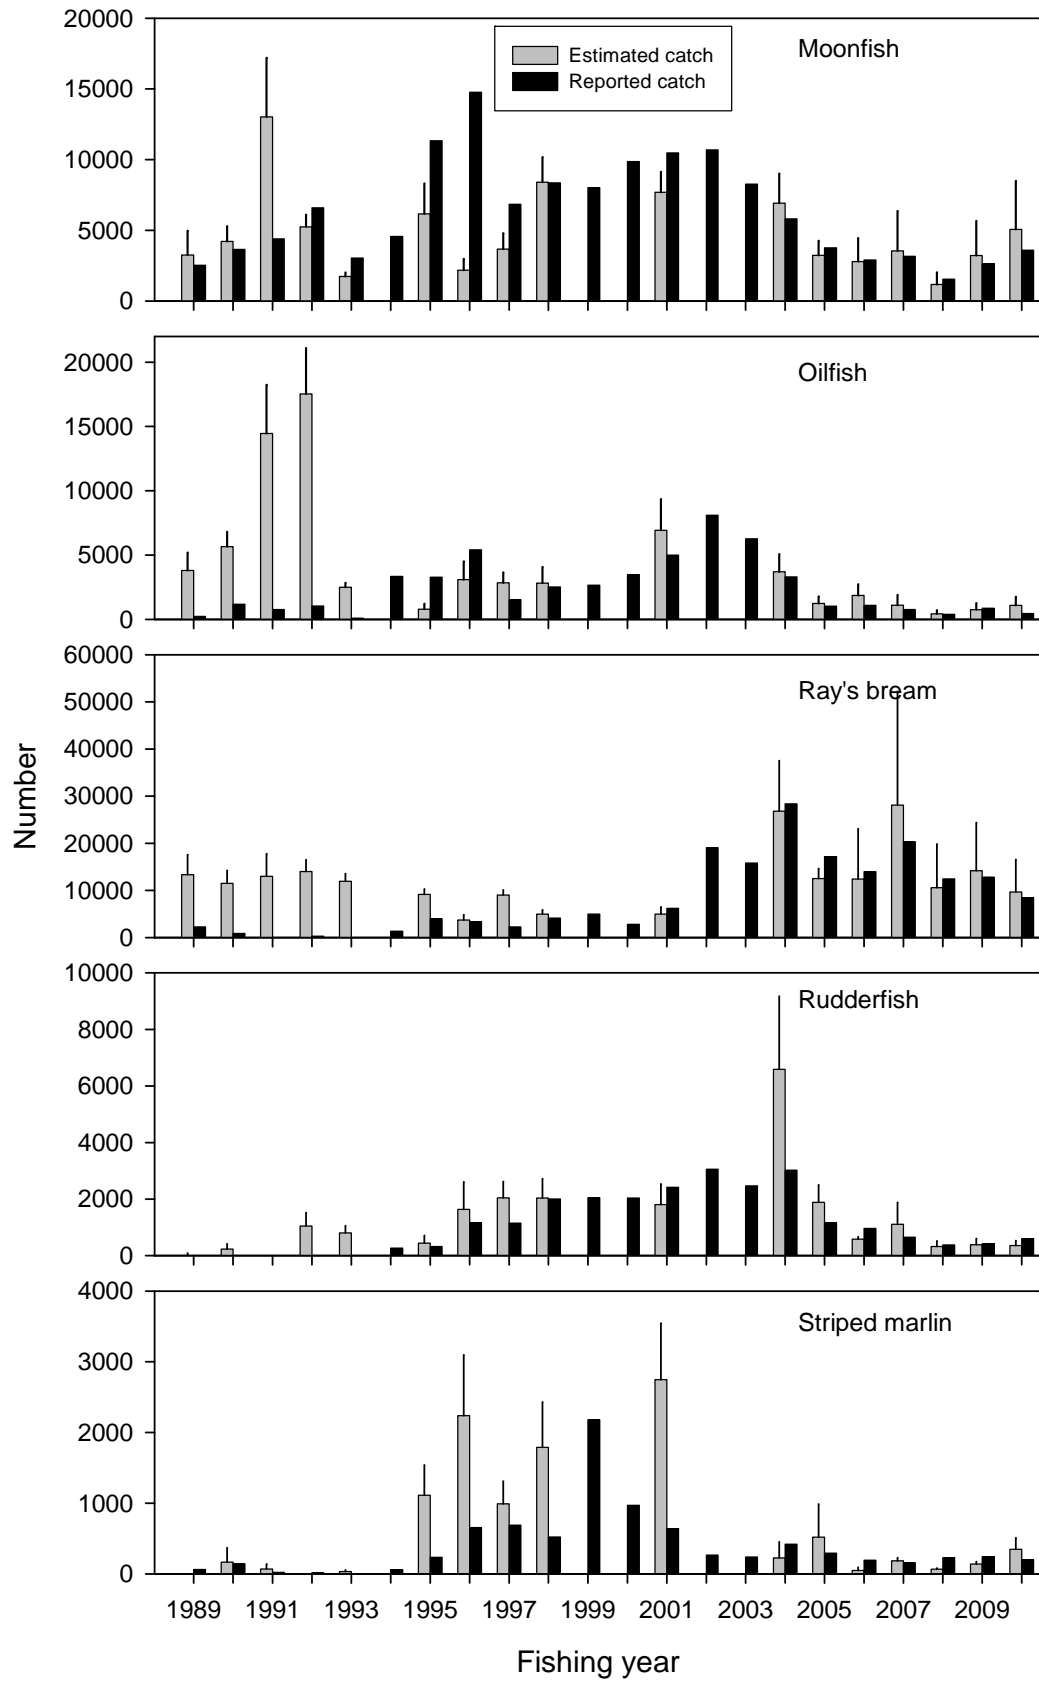 20000
Moonfish
Estimated catch
15000
Reported catch
10000
5000
0
20000
Oilfish
15000
10000
5000
0
60000
Ray's bream
50000
40000
30000
20000
10000
0
Number
10000
Rudderfish
8000
6000
4000
2000
0
4000
Striped marlin
3000
2000
1000
0
1989 1991 1993 1995 1997 1999 2001 2003 2005 2007 2009
Fishing year